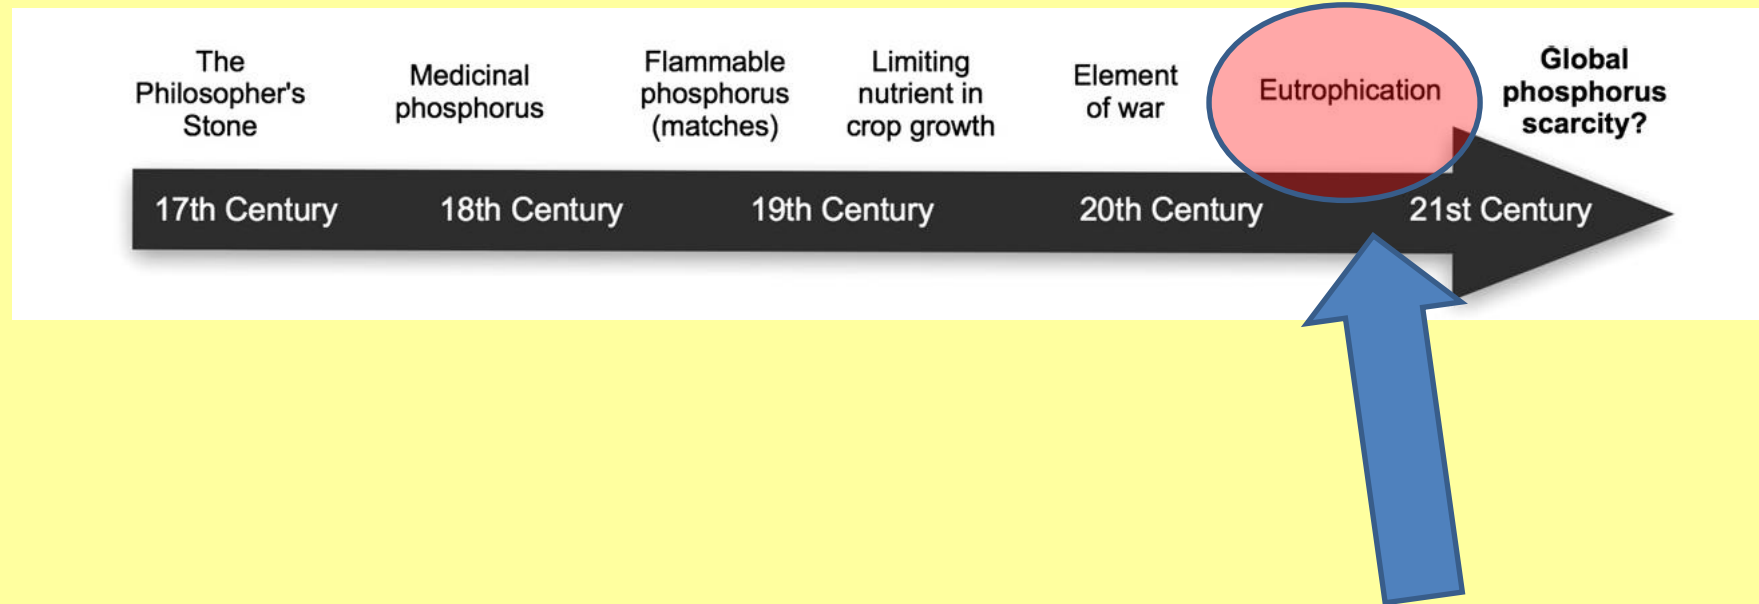 The
Philosopher's
Stone
Medicinal
phosphorus
Flammable
phosphorus
(matches)
Limiting
nutrient in
crop growth
Element
of war
Eutrophication
Global
phosphorus
scarcity?
17th Century
18th Century
19th Century
20th Century
21st Century